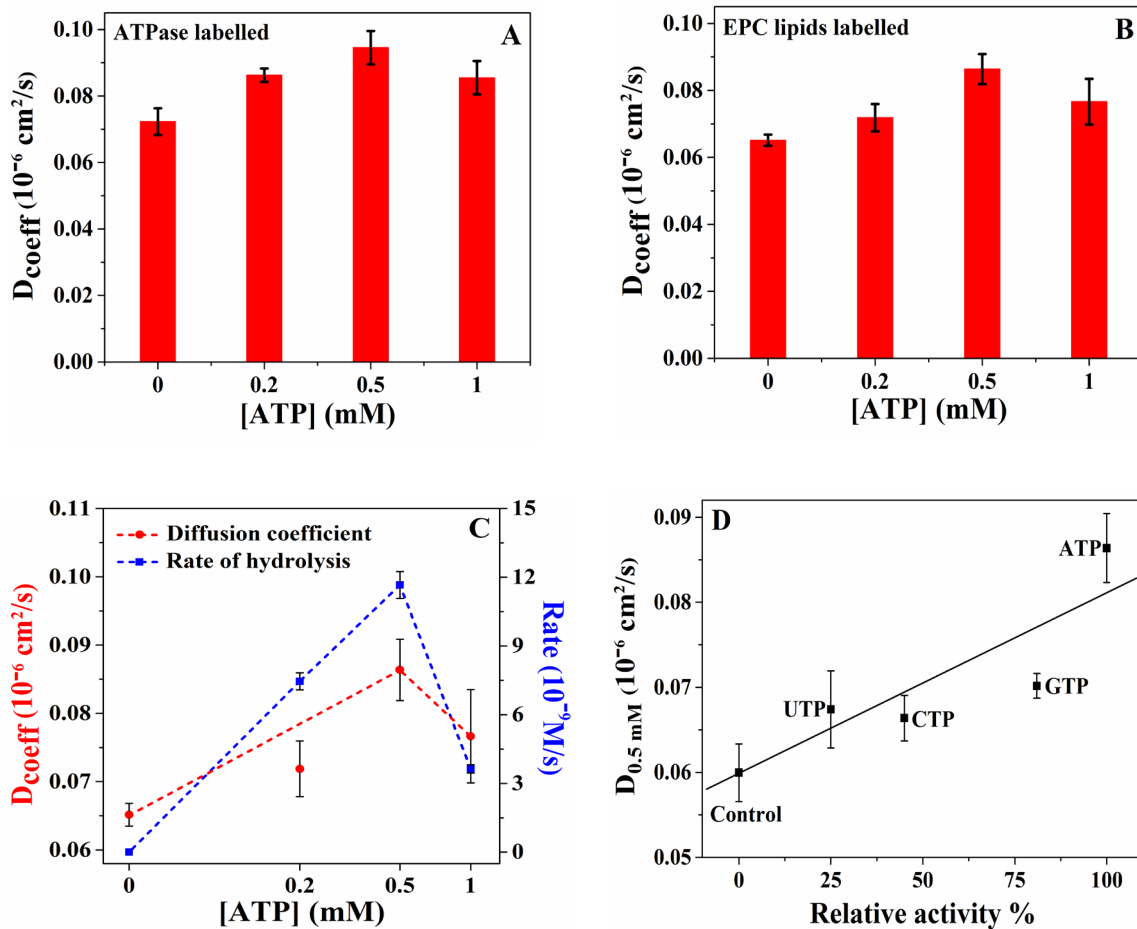 ATPase labelled
A
D_coeff (10⁻⁶ cm²/s)
0.10
0.08
0.06
0.04
0.02
0.00
0 0.2 0.5 1
[ATP] (mM)
EPC lipids labelled
B
D_coeff (10⁻⁶ cm²/s)
0.10
0.08
0.06
0.04
0.02
0.00
0 0.2 0.5 1
[ATP] (mM)
C
Diffusion coefficient
Rate of hydrolysis
D_coeff (10⁻⁶ cm²/s)
0.11
0.10
0.09
0.08
0.07
0.06
Rate (10⁻⁹M/s)
15
12
9
6
3
0
0 0.2 0.5 1
[ATP] (mM)
D
D_0.5 mM (10⁻⁶ cm²/s)
0.09
0.08
0.07
0.06
0.05
ATP
GTP
UTP
CTP
Control
0 25 50 75 100
Relative activity %